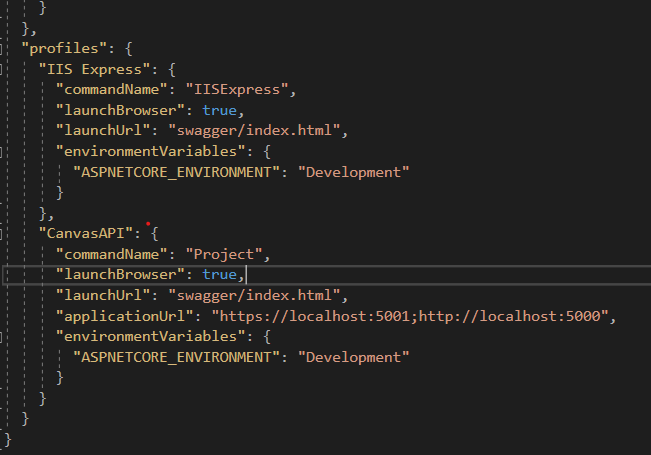 }
},
"profiles": {
"IIS Express": {
"commandName": "IISExpress",
"launchBrowser": true,
"launchUrl": "swagger/index.html",
"environmentVariables": {
"ASPNETCORE_ENVIRONMENT": "Development"
}
},
"CanvasAPI": {
"commandName": "Project",
"launchBrowser": true,
"launchUrl": "swagger/index.html",
"applicationUrl": "https://localhost:5001;http://localhost:5000",
"environmentVariables": {
"ASPNETCORE_ENVIRONMENT": "Development"
}
}
}
}